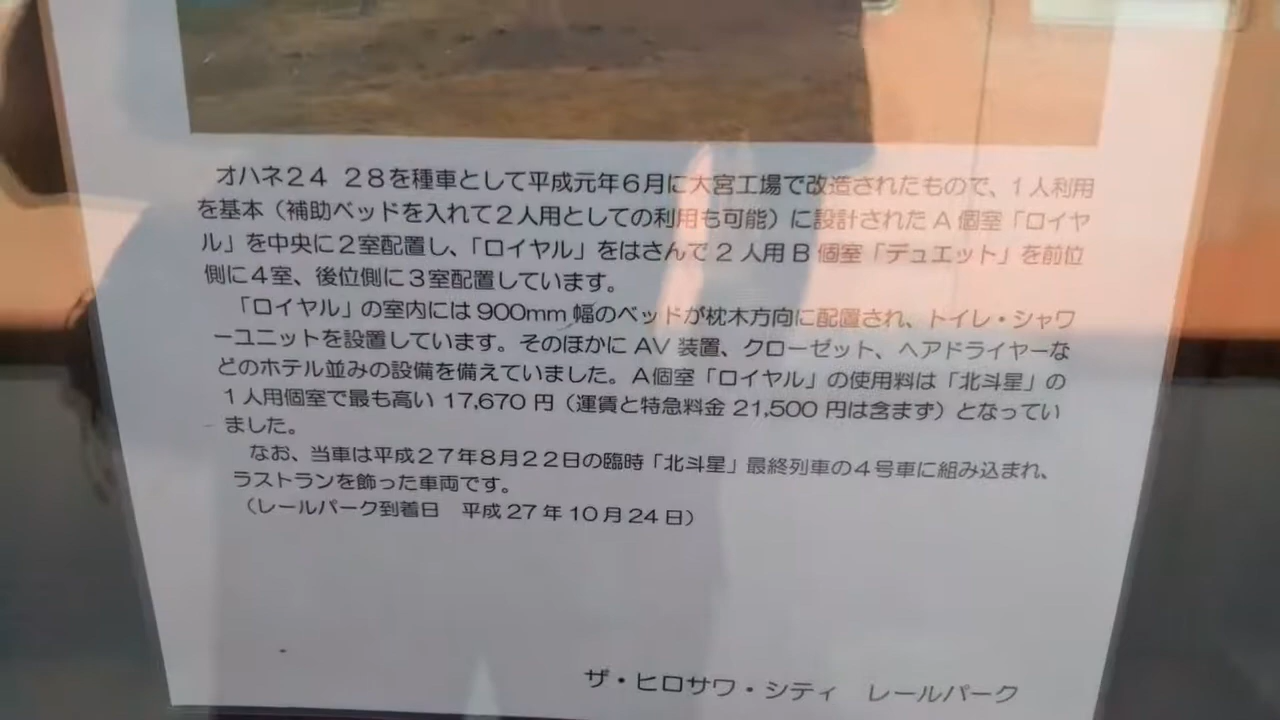 オハネ２４ ２８を種車として平成元年６月に大宮工場で改造されたもので、１人利用
を基本（補助ベッドを入れて２人用としての利用も可能）に設計されたＡ個室「ロイヤ
ル」を中央に２室配置し、「ロイヤル」をはさんで２人用Ｂ個室「デュエット」を前位
側に４室、後位側に３室配置しています。
「ロイヤル」の室内には900mm幅のベッドが枕木方向に配置され、トイレ・シャワ
ーユニットを設置しています。そのほかにAV装置、クローゼット、ヘアドライヤーな
どのホテル並みの設備を備えていました。A個室「ロイヤル」の使用料は「北斗星」の
１人用個室で最も高い17,670円（運賃と特急料金21,500円は含まず）となってい
ました。
なお、当車は平成２７年８月２２日の臨時「北斗星」最終列車の４号車に組み込まれ、
ラストランを飾った車両です。
（レールパーク到着日　平成27年10月24日）
ザ・ヒロサワ・シティ　レールパーク